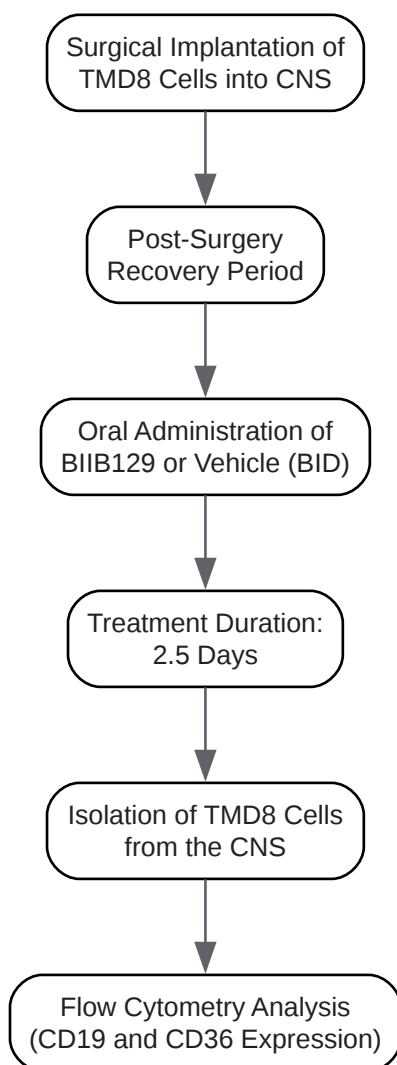 Surgical Implantation of
TMD8 Cells into CNS
Post-Surgery
Recovery Period
Oral Administration of
BIIB129 or Vehicle (BID)
Treatment Duration:
2.5 Days
Isolation of TMD8 Cells
from the CNS
Flow Cytometry Analysis
(CD19 and CD36 Expression)